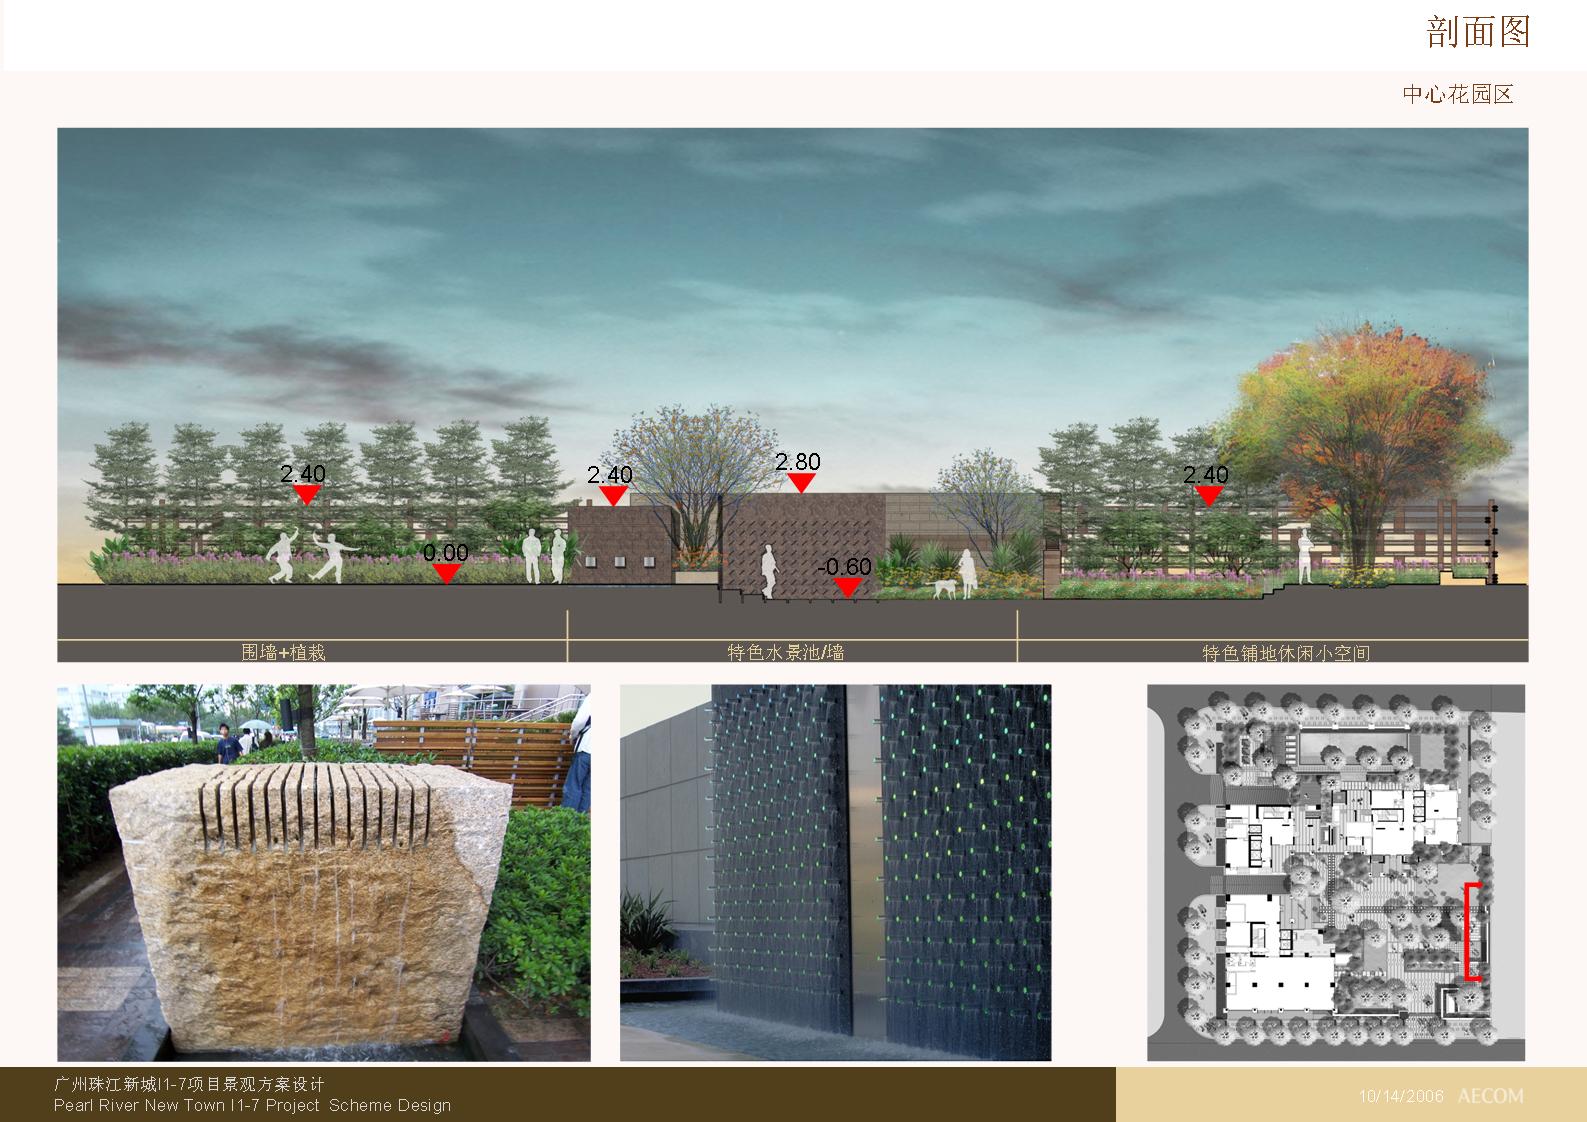 剖面图
中心花园区
2.40
2.40
2.80
2.40
0.00
-0.60
围墙+植栽
特色水景池/墙
特色铺地休闲小空间
广州珠江新城I1-7项目景观方案设计
Pearl River New Town I1-7 Project Scheme Design
10/14/2006 AECOM